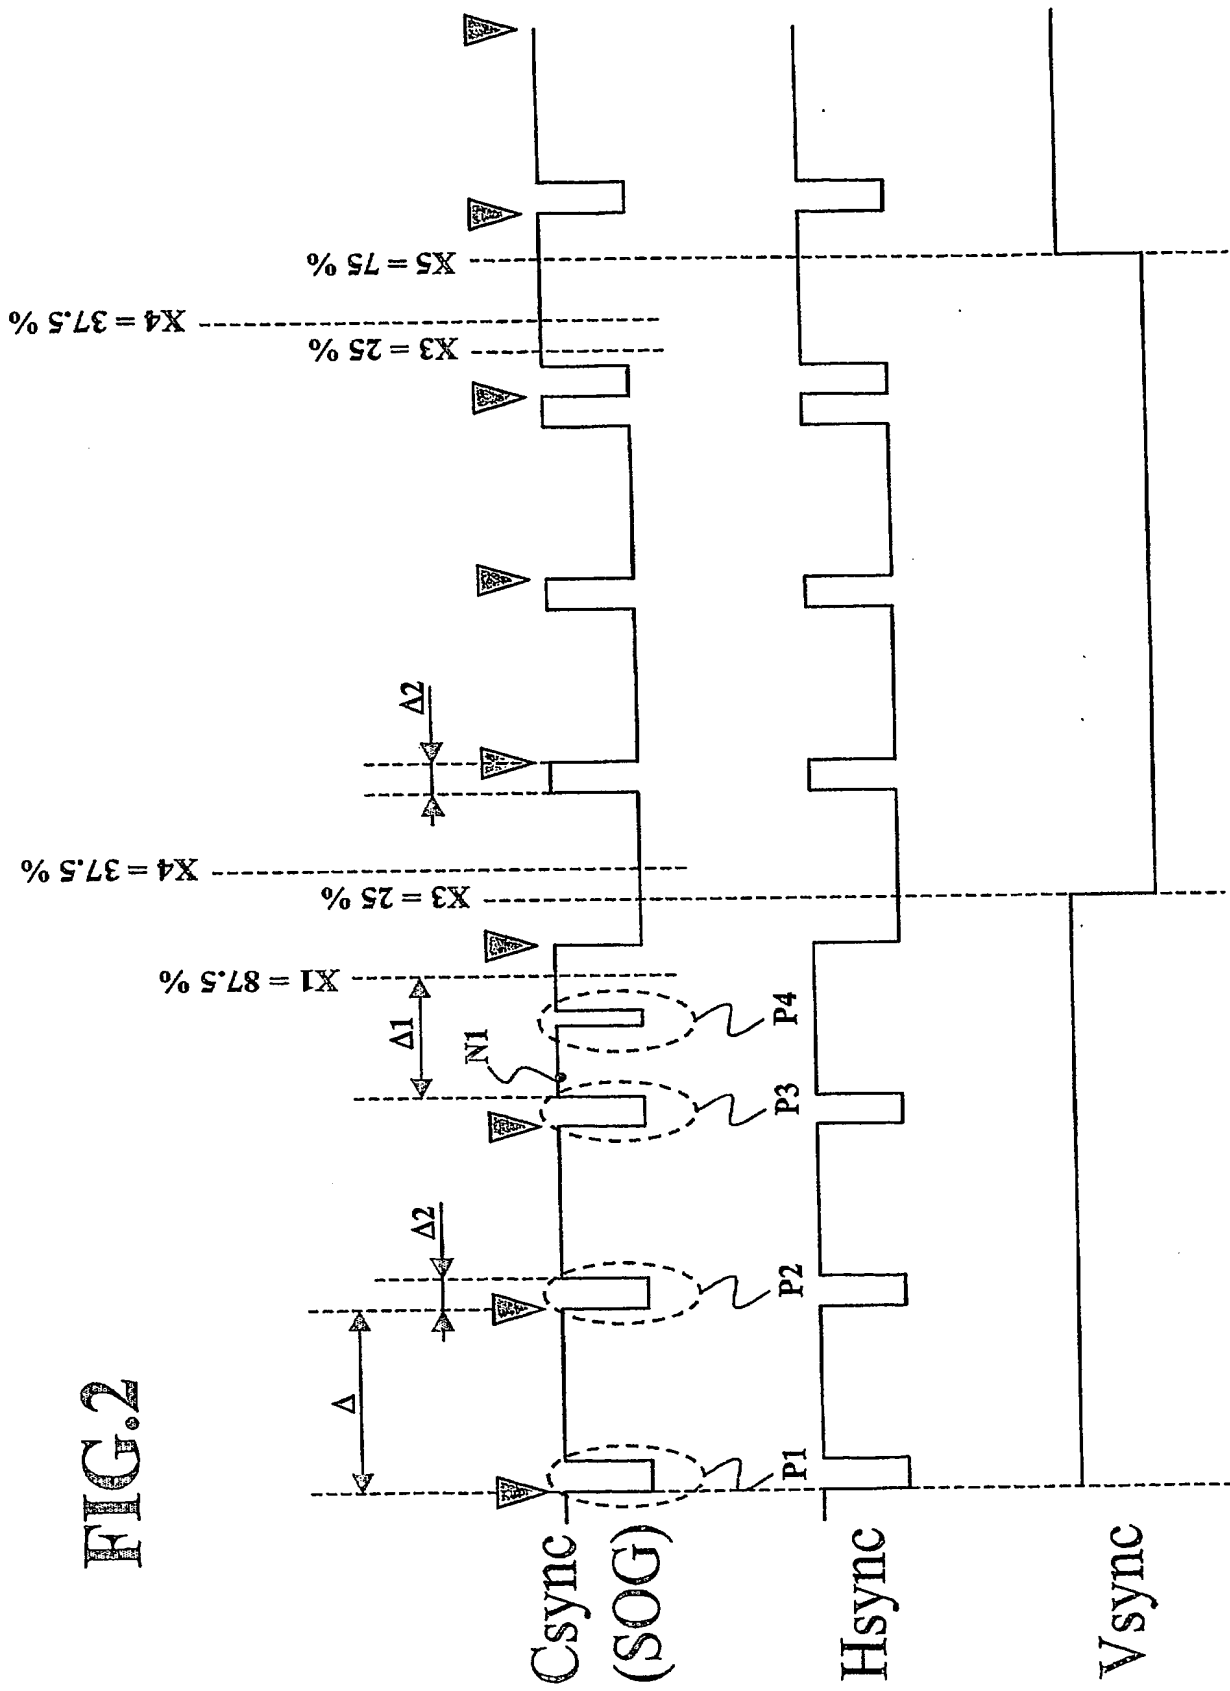 FIG.2
Δ
Δ2
Δ1
N1
X1 = 87.5 %
X3 = 25 %
X4 = 37.5 %
Δ2
X3 = 25 %
X4 = 37.5 %
X5 = 75 %
Csync
(SOG)
P1
P2
P3
P4
Hsync
Vsync